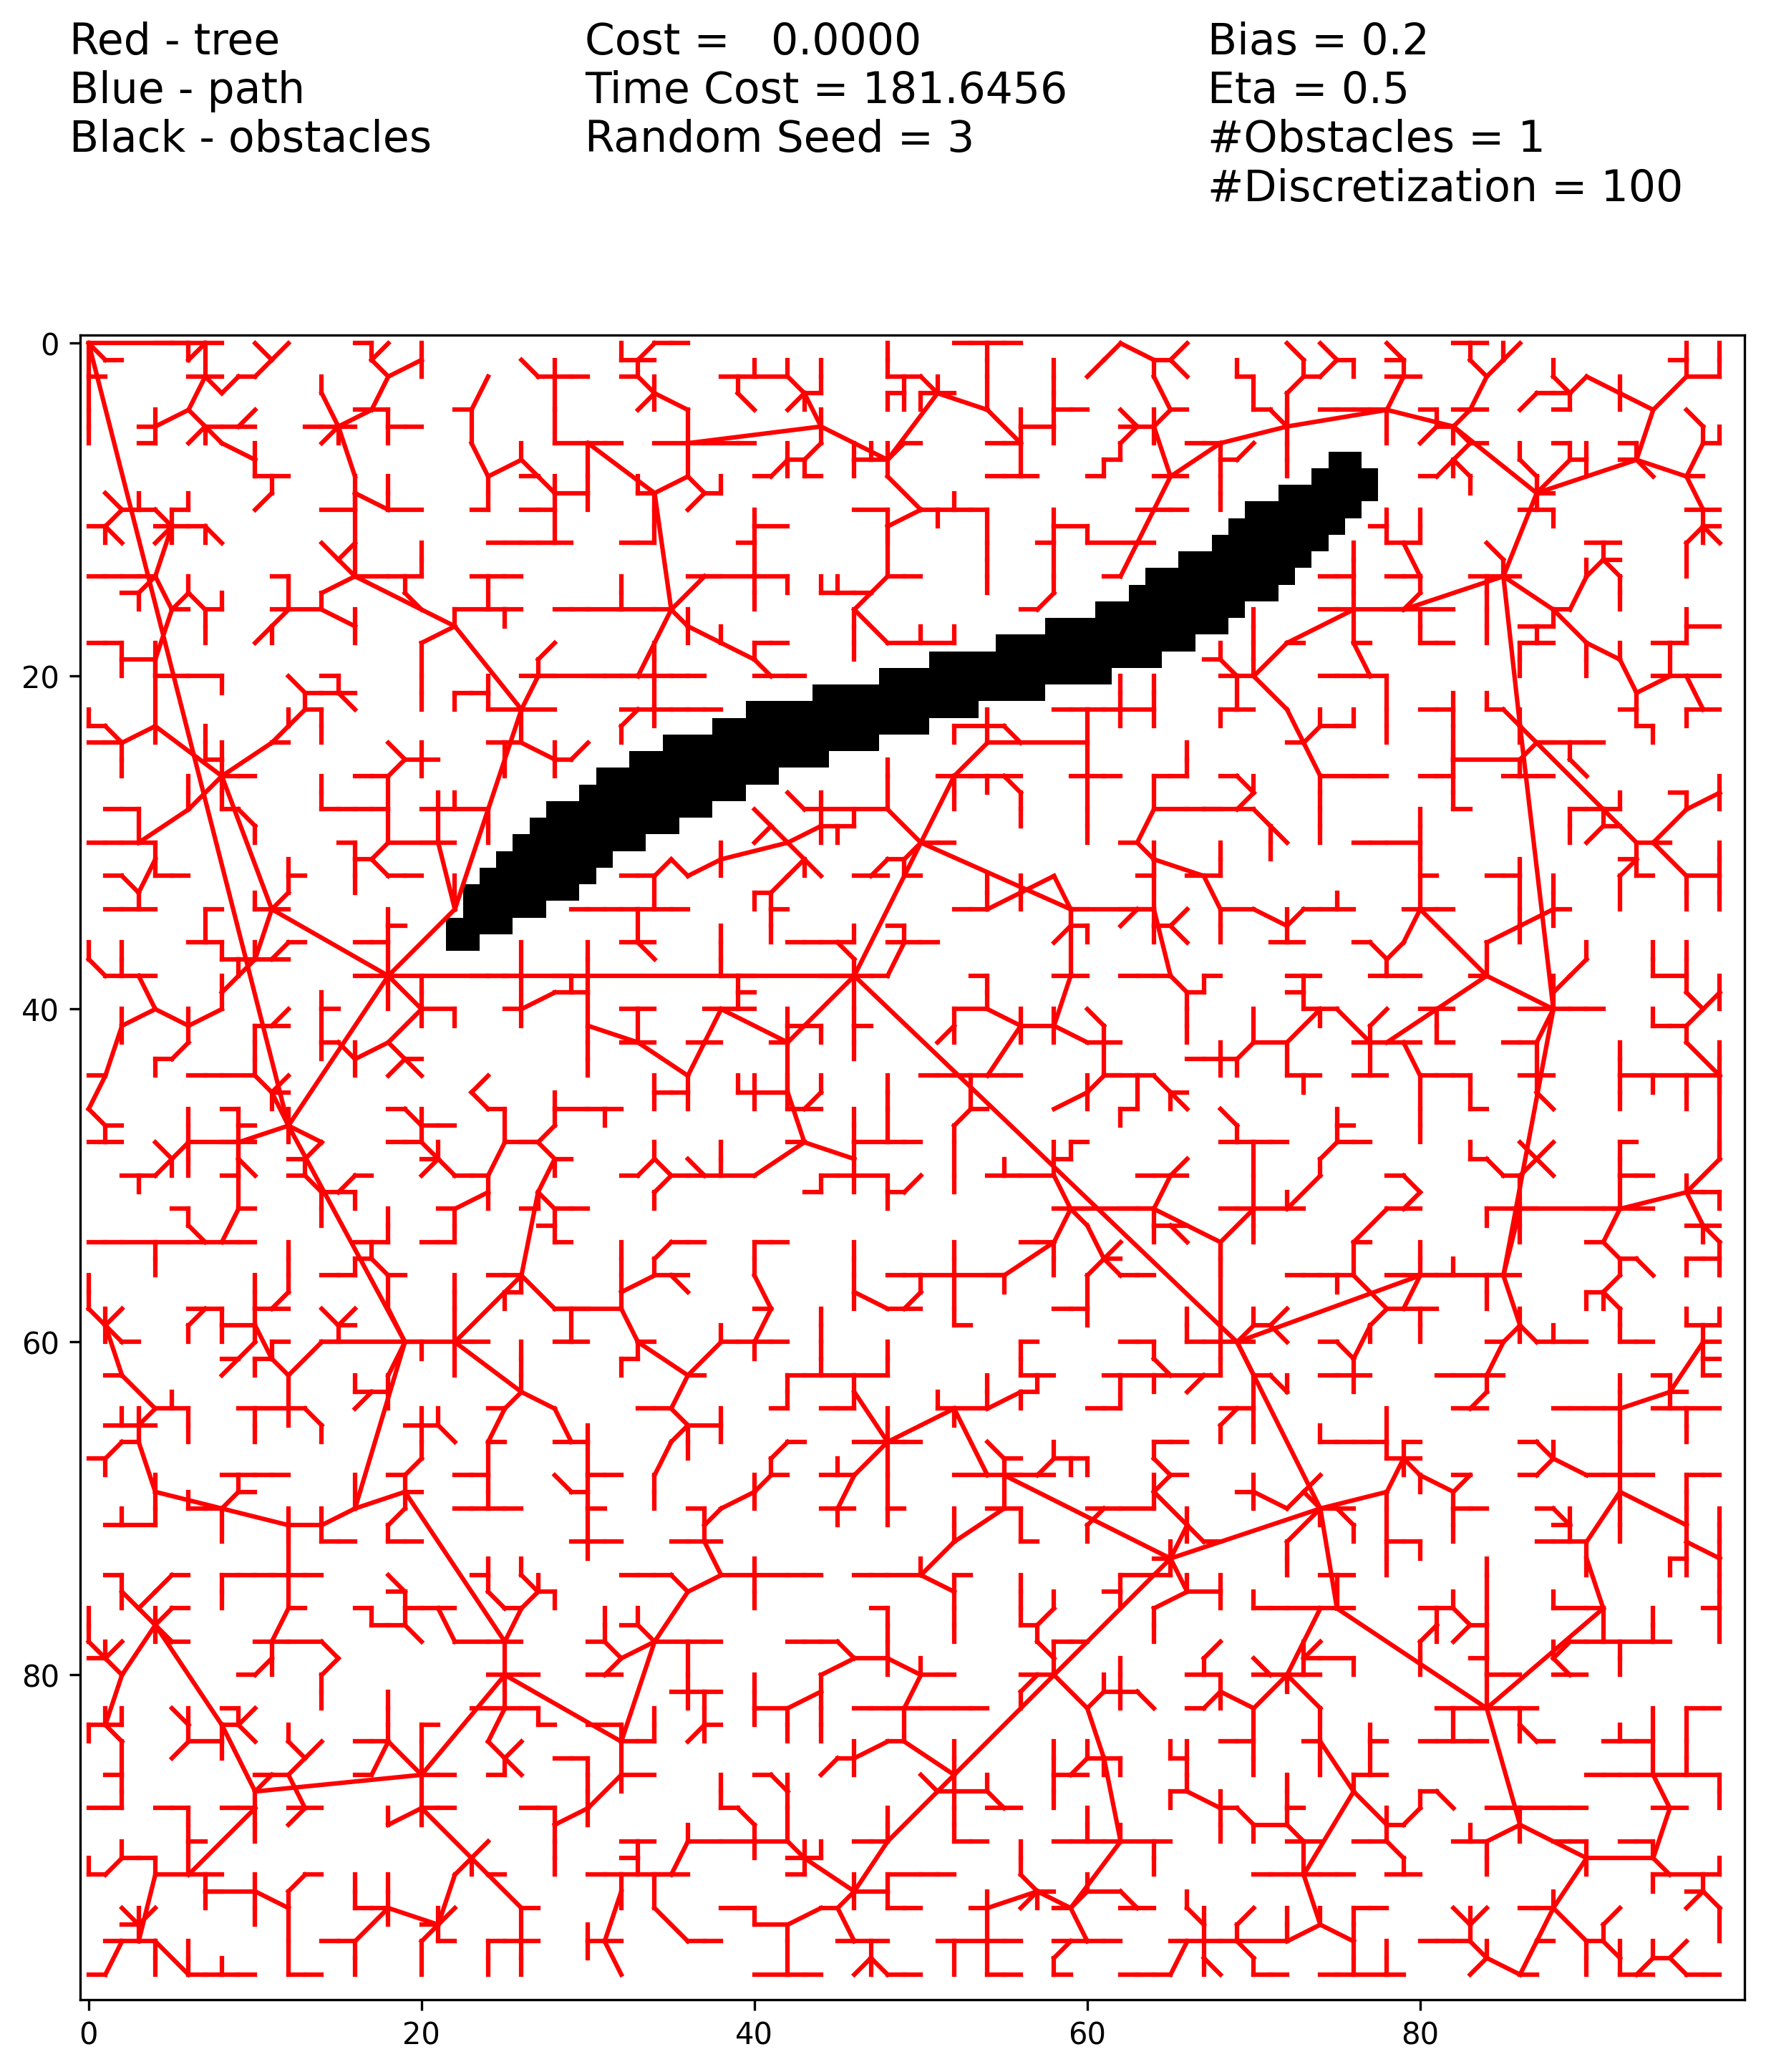 Red - tree
Blue - path
Black - obstacles
Cost =   0.0000
Time Cost = 181.6456
Random Seed = 3
Bias = 0.2
Eta = 0.5
#Obstacles = 1
#Discretization = 100
0
20
40
60
80
0 20 40 60 80